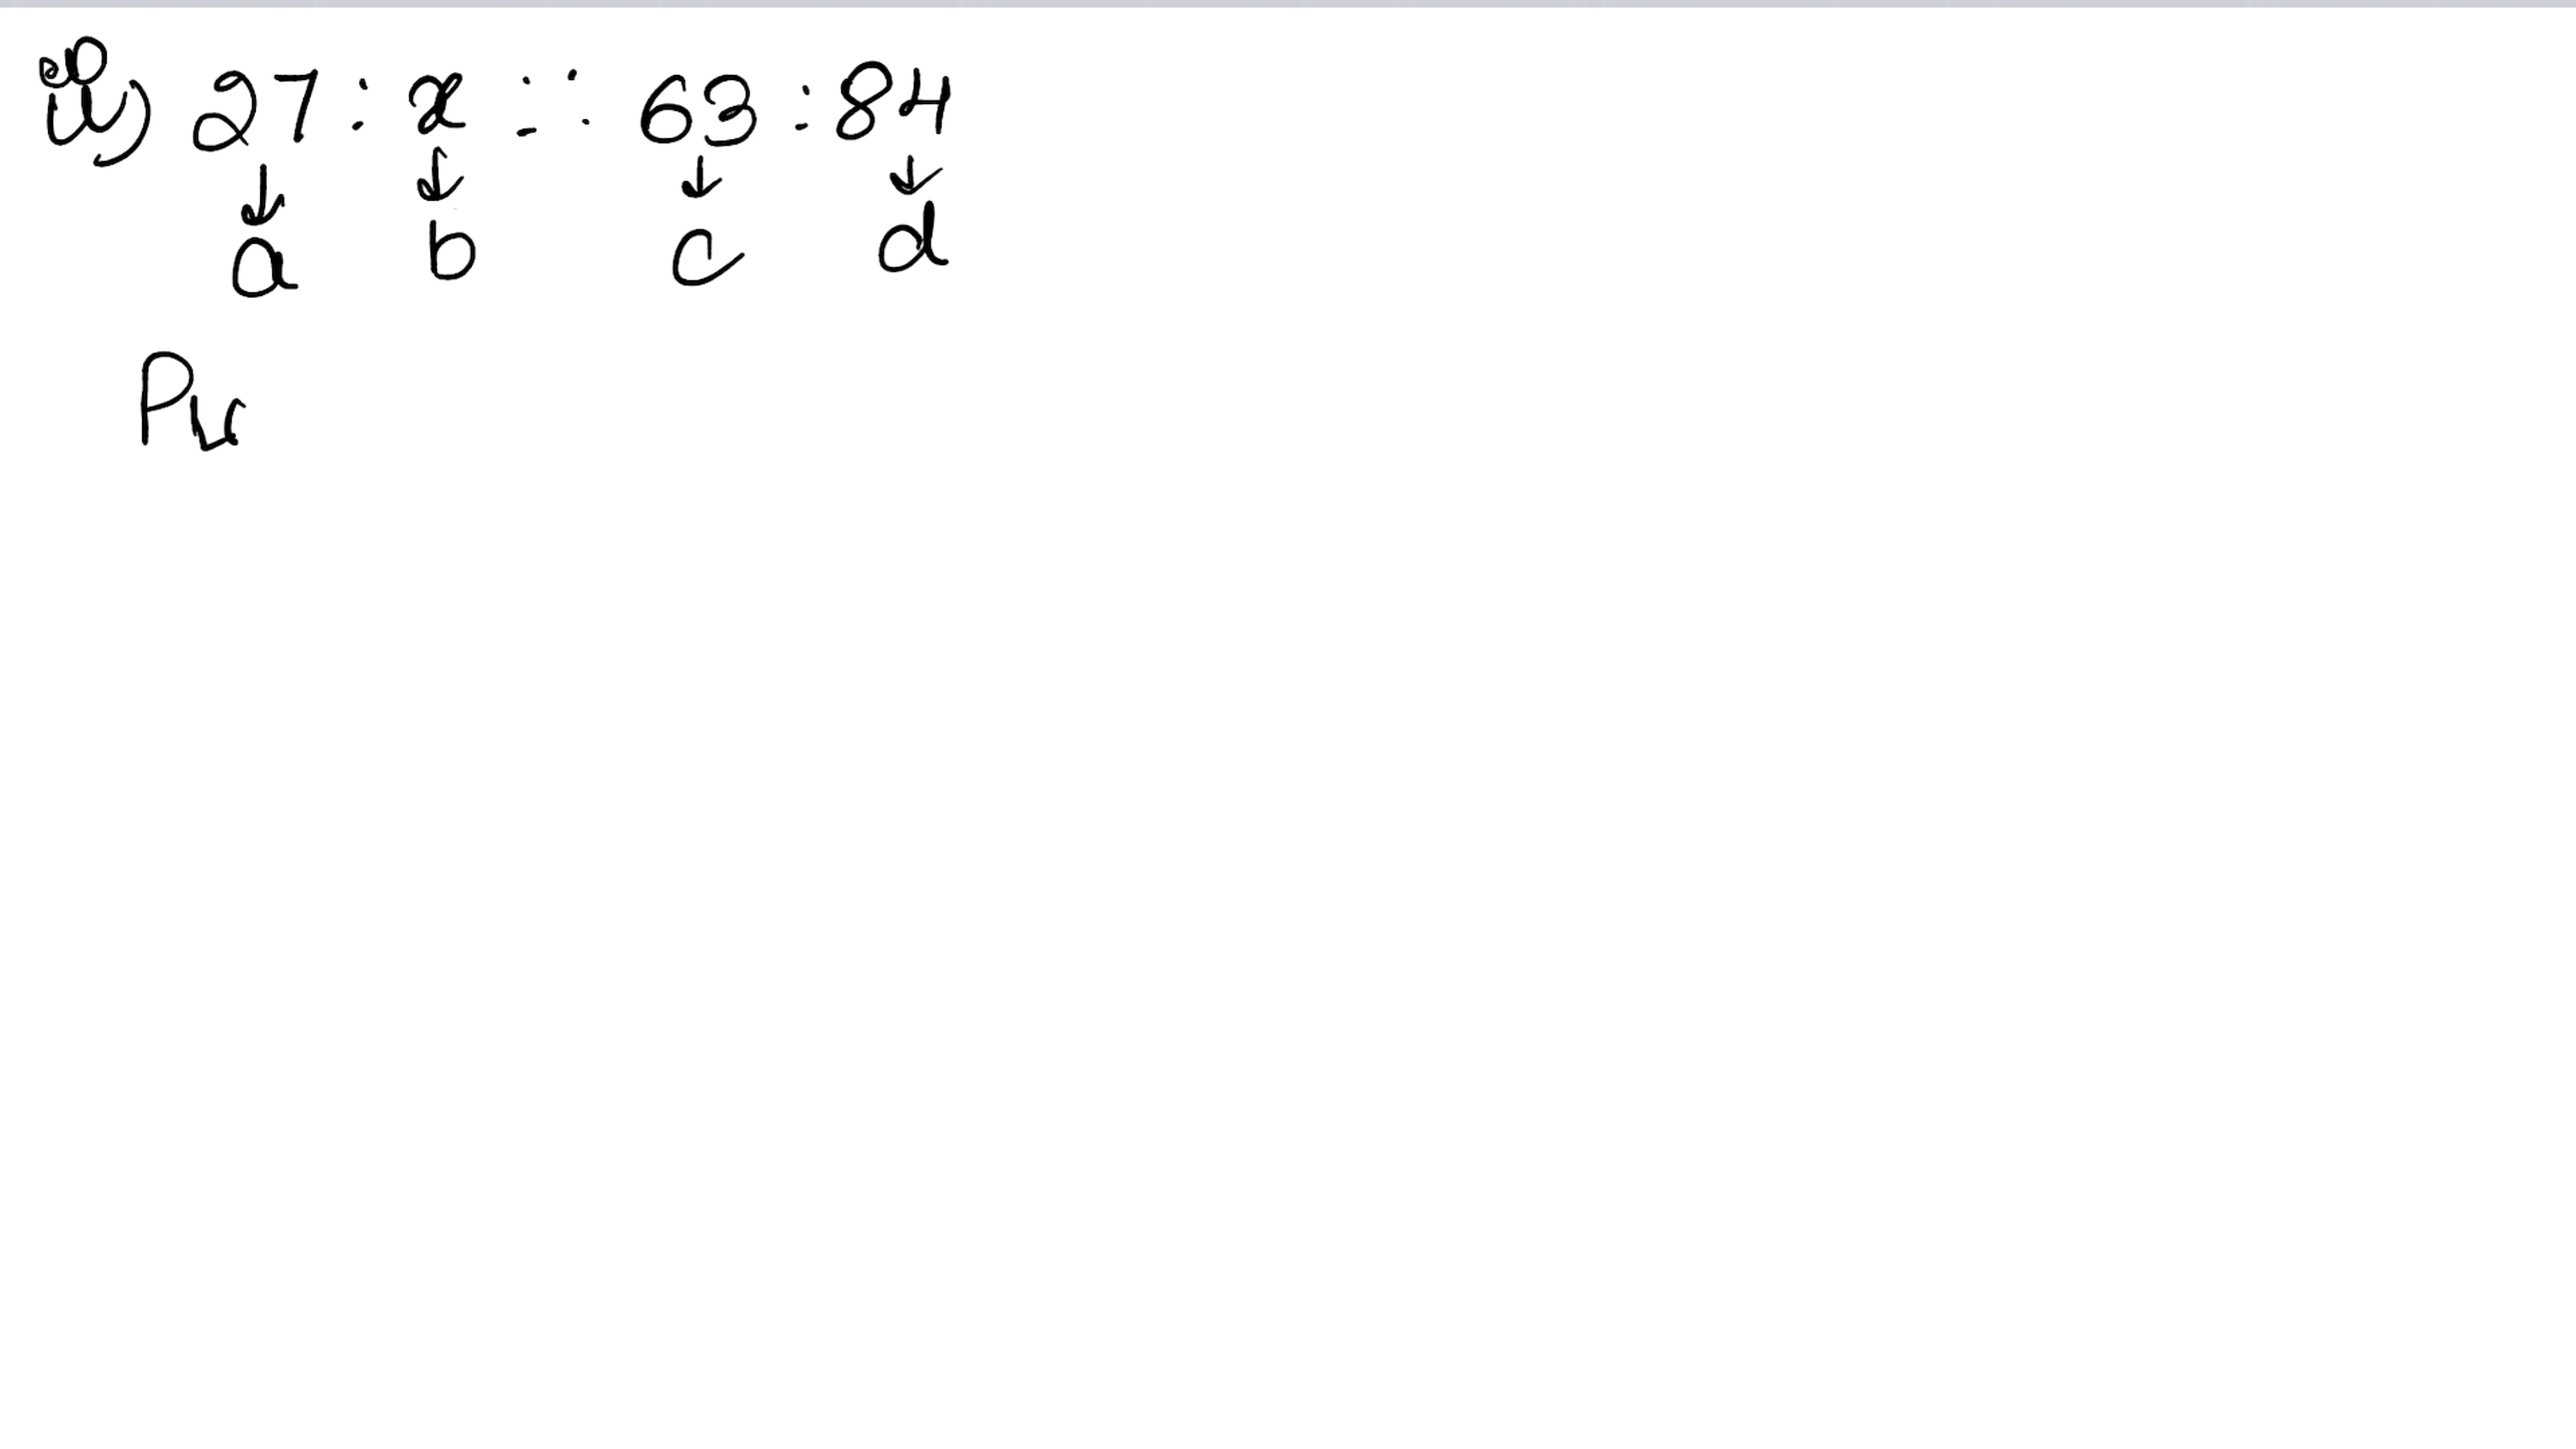 ii) 27 : x :: 63 : 84
↓ ↓ ↓ ↓
a b c d